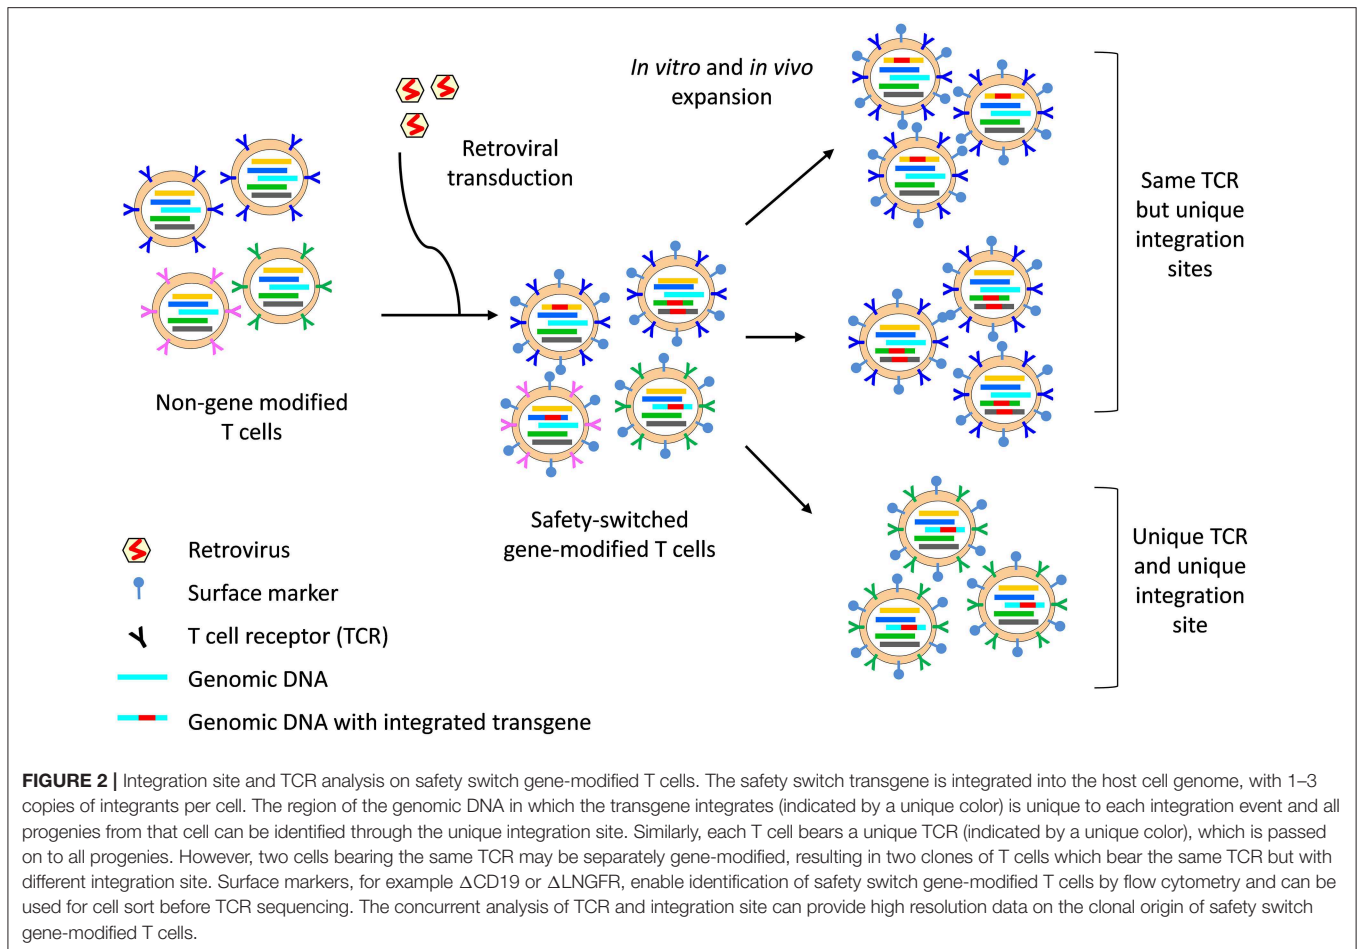 In vitro and in vivo
expansion
Retroviral
transduction
Same TCR
but unique
integration
sites
Non-gene modified
T cells
Safety-switched
gene-modified T cells
Unique TCR
and unique
integration
site
Retrovirus
Surface marker
T cell receptor (TCR)
Genomic DNA
Genomic DNA with integrated transgene
FIGURE 2 | Integration site and TCR analysis on safety switch gene-modified T cells. The safety switch transgene is integrated into the host cell genome, with 1–3
copies of integrants per cell. The region of the genomic DNA in which the transgene integrates (indicated by a unique color) is unique to each integration event and all
progenies from that cell can be identified through the unique integration site. Similarly, each T cell bears a unique TCR (indicated by a unique color), which is passed
on to all progenies. However, two cells bearing the same TCR may be separately gene-modified, resulting in two clones of T cells which bear the same TCR but with
different integration site. Surface markers, for example ΔCD19 or ΔLNGFR, enable identification of safety switch gene-modified T cells by flow cytometry and can be
used for cell sort before TCR sequencing. The concurrent analysis of TCR and integration site can provide high resolution data on the clonal origin of safety switch
gene-modified T cells.